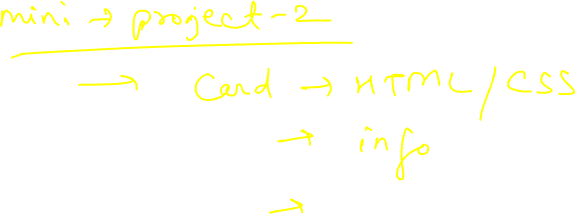 mini → project-2
→ Card → HTML/CSS
→ info
→